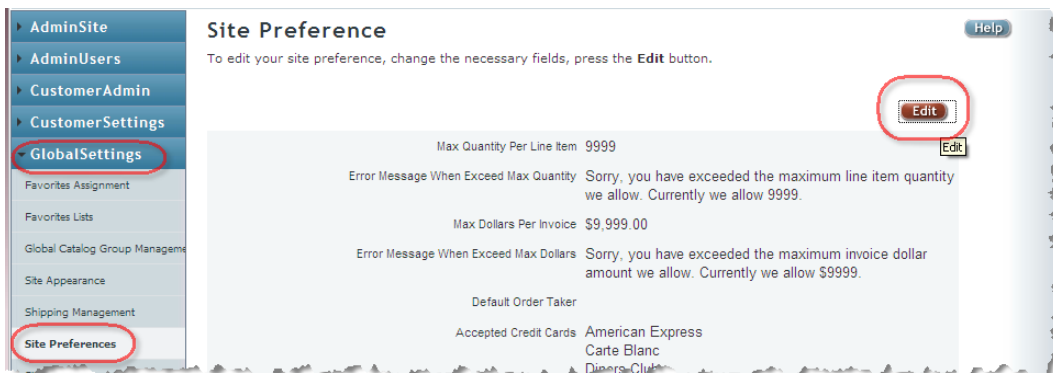 AdminSite
AdminUsers
CustomerAdmin
CustomerSettings
GlobalSettings
Favorites Assignment
Favorites Lists
Global Catalog Group Manageme
Site Appearance
Shipping Management
Site Preferences
Site Preference
Help
To edit your site preference, change the necessary fields, press the Edit button.
Edit
Edit
Max Quantity Per Line Item 9999
Error Message When Exceed Max Quantity Sorry, you have exceeded the maximum line item quantity
we allow. Currently we allow 9999.
Max Dollars Per Invoice $9,999.00
Error Message When Exceed Max Dollars Sorry, you have exceeded the maximum invoice dollar
amount we allow. Currently we allow $9999.
Default Order Taker
Accepted Credit Cards American Express
Carte Blanc
Diners Club